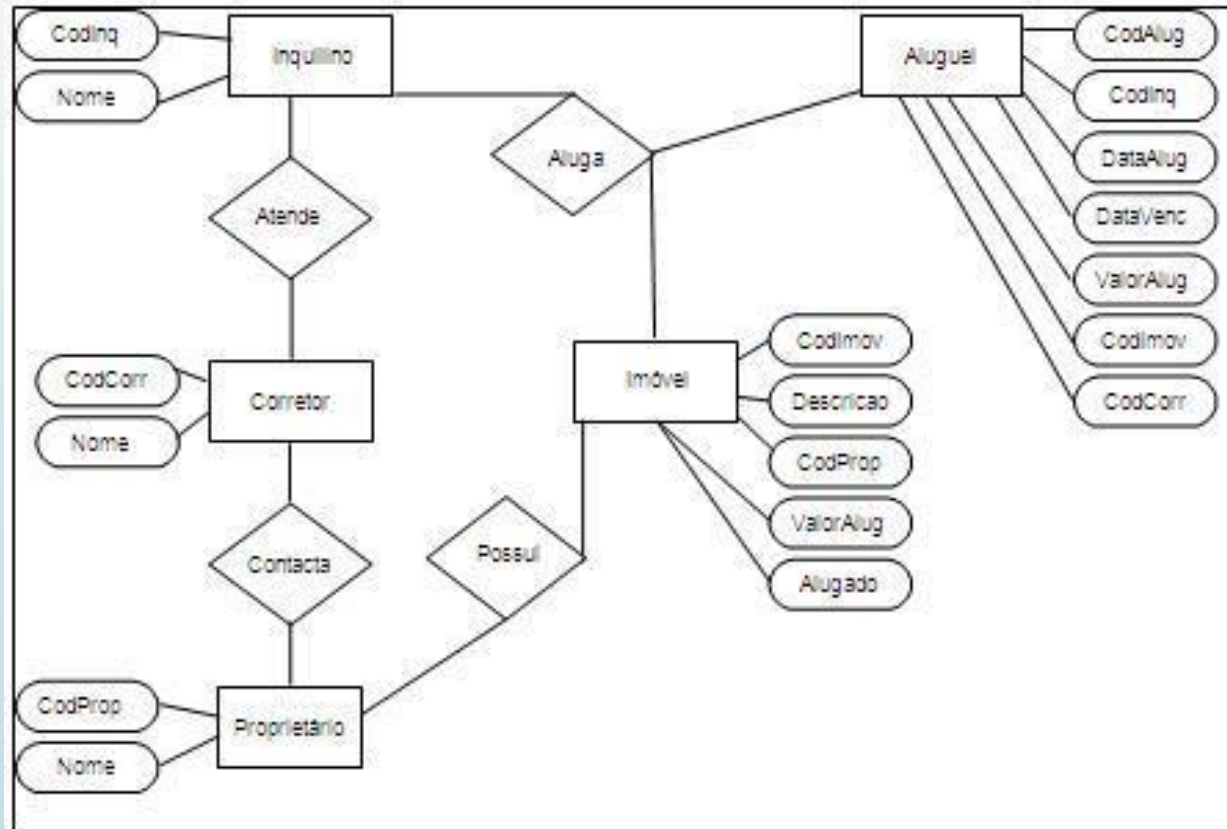 CodInq
Nome
Inquilino
Aluguel
CodAlug
CodInq
DataAlug
DataVenc
ValorAlug
CodImov
CodCorr
Aluga
Atende
CodCorr
Nome
Corretor
Imóvel
CodImov
Descricao
CodProp
ValorAlug
Alugado
Contacta
Possui
CodProp
Nome
Proprietário